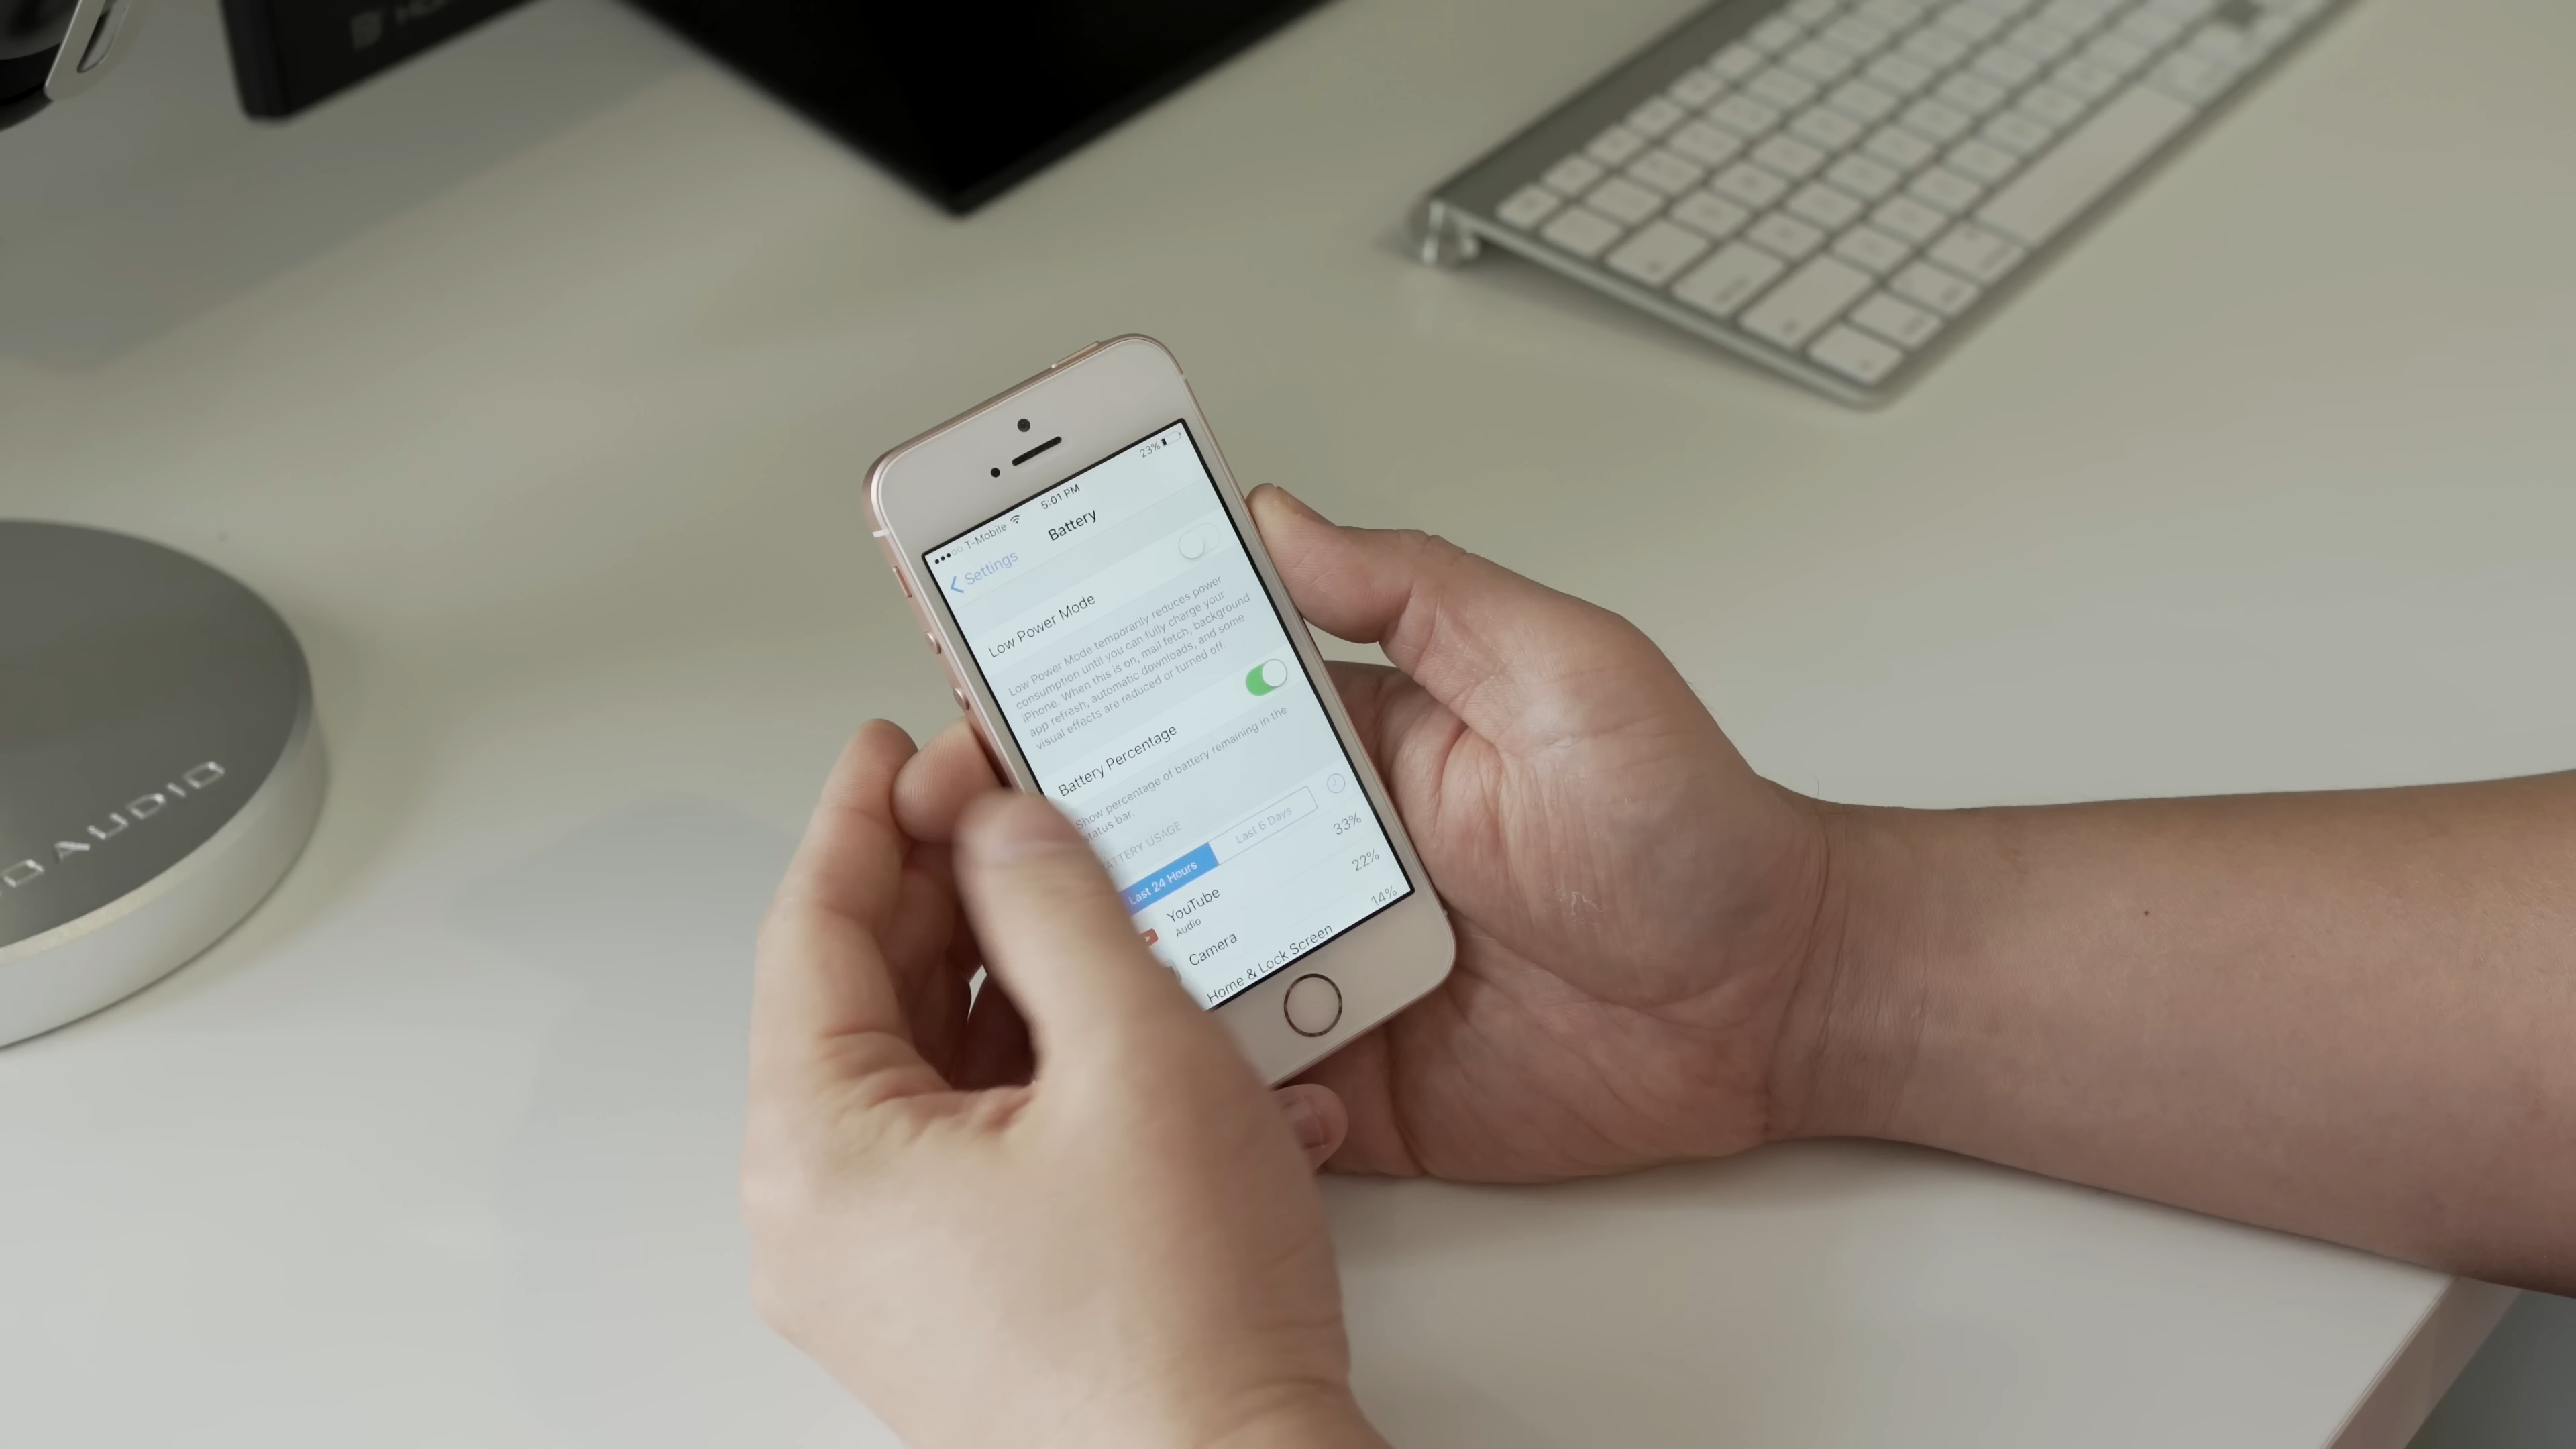 T-Mobile
5:01 PM
23%
Settings
Battery
Low Power Mode
Low Power Mode temporarily reduces power
consumption until you can fully charge your
iPhone. When this is on, mail fetch, background
app refresh, automatic downloads, and some
visual effects are reduced or turned off.
Battery Percentage
Show percentage of battery remaining in the
status bar.
BATTERY USAGE
Last 24 Hours
Last 6 Days
YouTube
33%
Audio
Camera
22%
Home & Lock Screen
14%
AUDIO